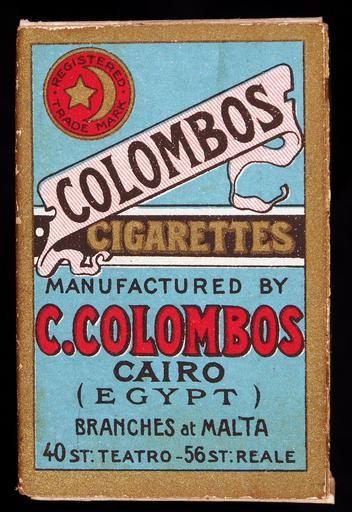 REGISTERED
TRADE MARK
COLOMBOS
CIGARETTES
MANUFACTURED BY
C. COLOMBOS
CAIRO
( EGYPT )
BRANCHES at MALTA
40 ST: TEATRO - 56 ST: REALE